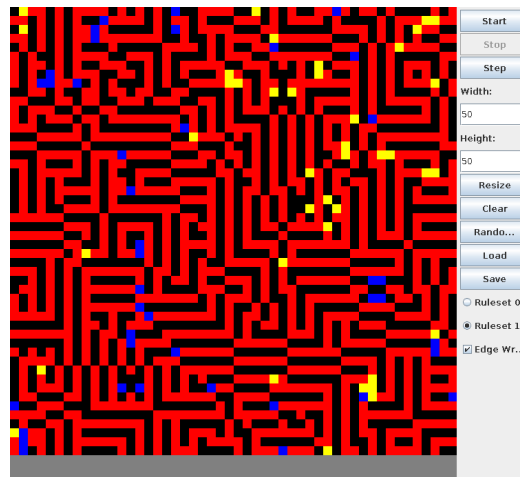 Start
Stop
Step
Width:
50
Height:
50
Resize
Clear
Rando...
Load
Save
Ruleset 0
Ruleset 1
Edge Wr...